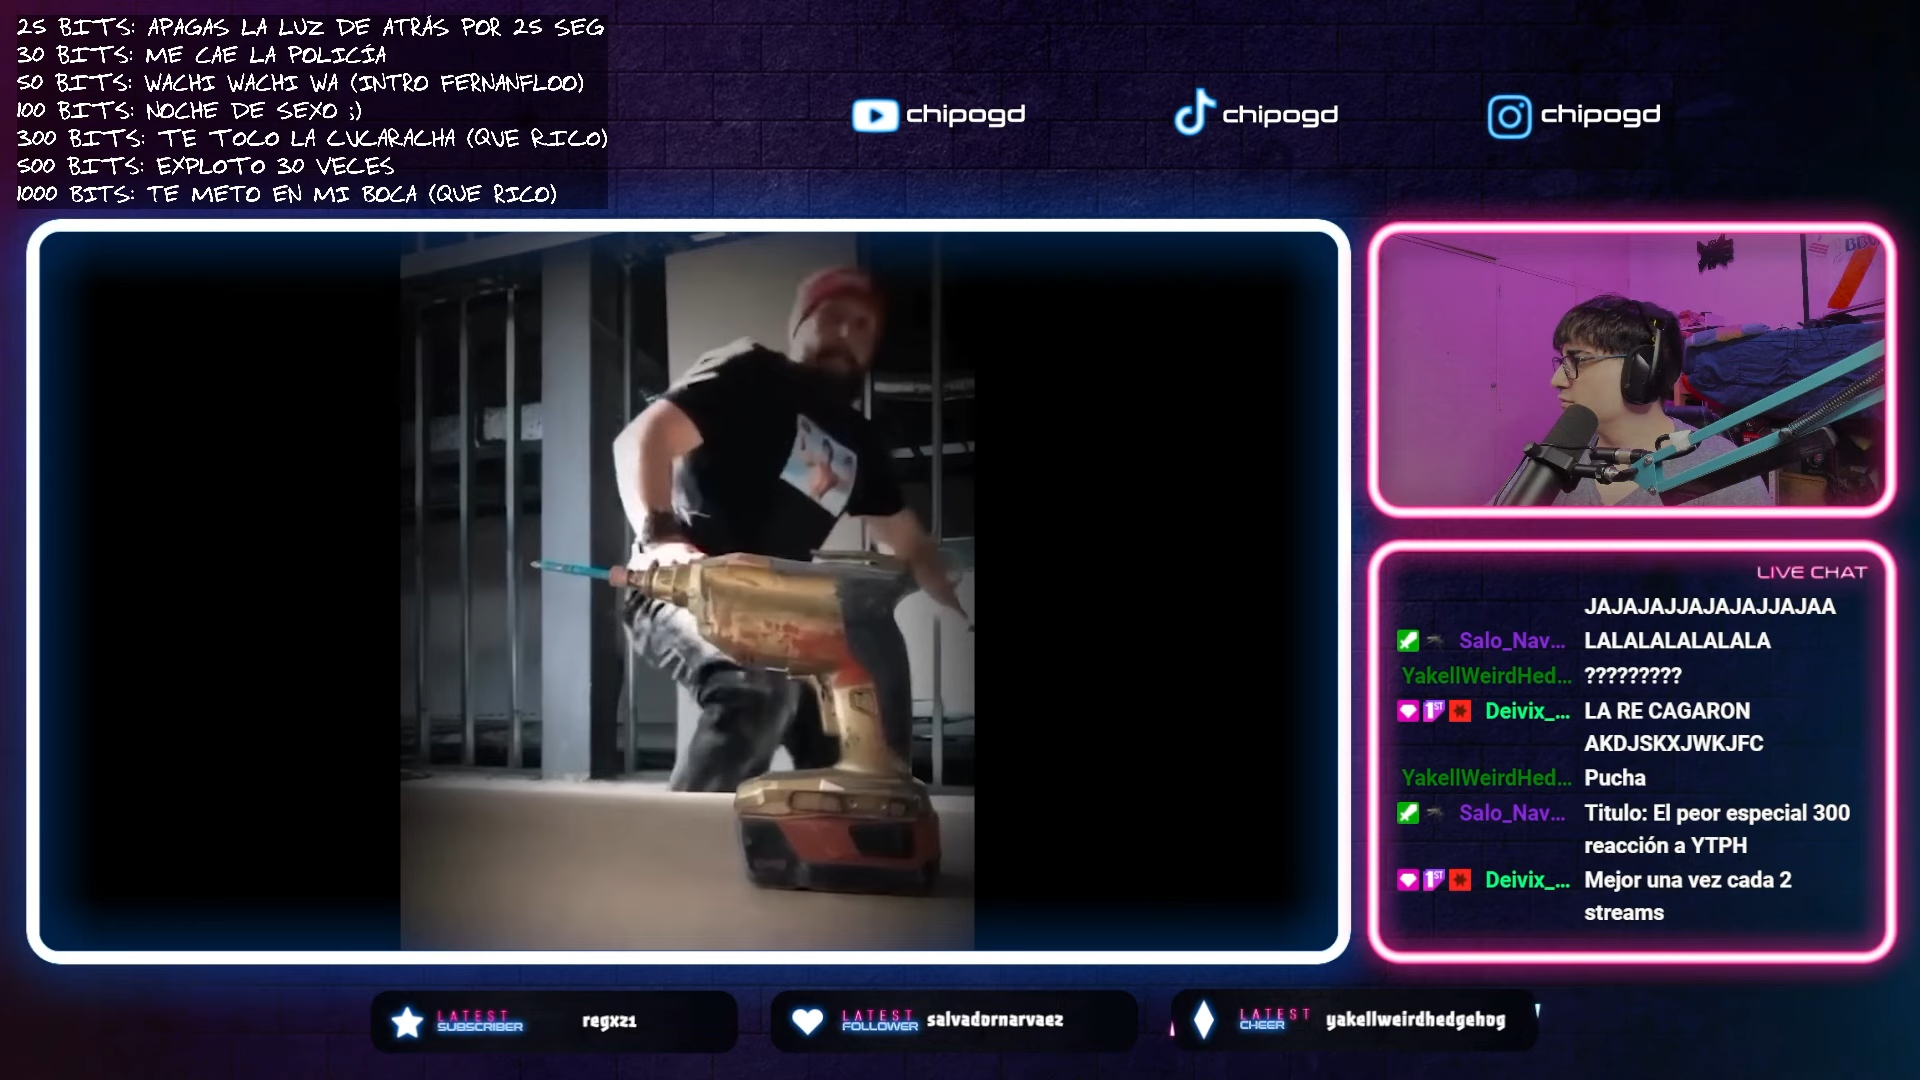 25 BITS: APAGAS LA LUZ DE ATRÁS POR 25 SEG
30 BITS: ME CAE LA POLICÍA
50 BITS: WACHI WACHI WA (INTRO FERNANFLOO)
100 BITS: NOCHE DE SEXO ;)
300 BITS: TE TOCO LA CUCARACHA (QUE RICO)
500 BITS: EXPLOTO 30 VECES
1000 BITS: TE METO EN MI BOCA (QUE RICO)
chipogd
chipogd
chipogd
LIVE CHAT
JAJAJAJJAJAJAJJAJAA
Salo_Nav... LALALALALALALA
YakellWeirdHed... ?????????
1ST Deivix_... LA RE CAGARON
AKDJSKXJWKJFC
YakellWeirdHed... Pucha
Salo_Nav... Titulo: El peor especial 300
reacción a YTPH
1ST Deivix_... Mejor una vez cada 2
streams
LATEST
SUBSCRIBER
regxz1
LATEST
FOLLOWER
salvadornarvaez
LATEST
CHEER
yakellweirdhedgehog